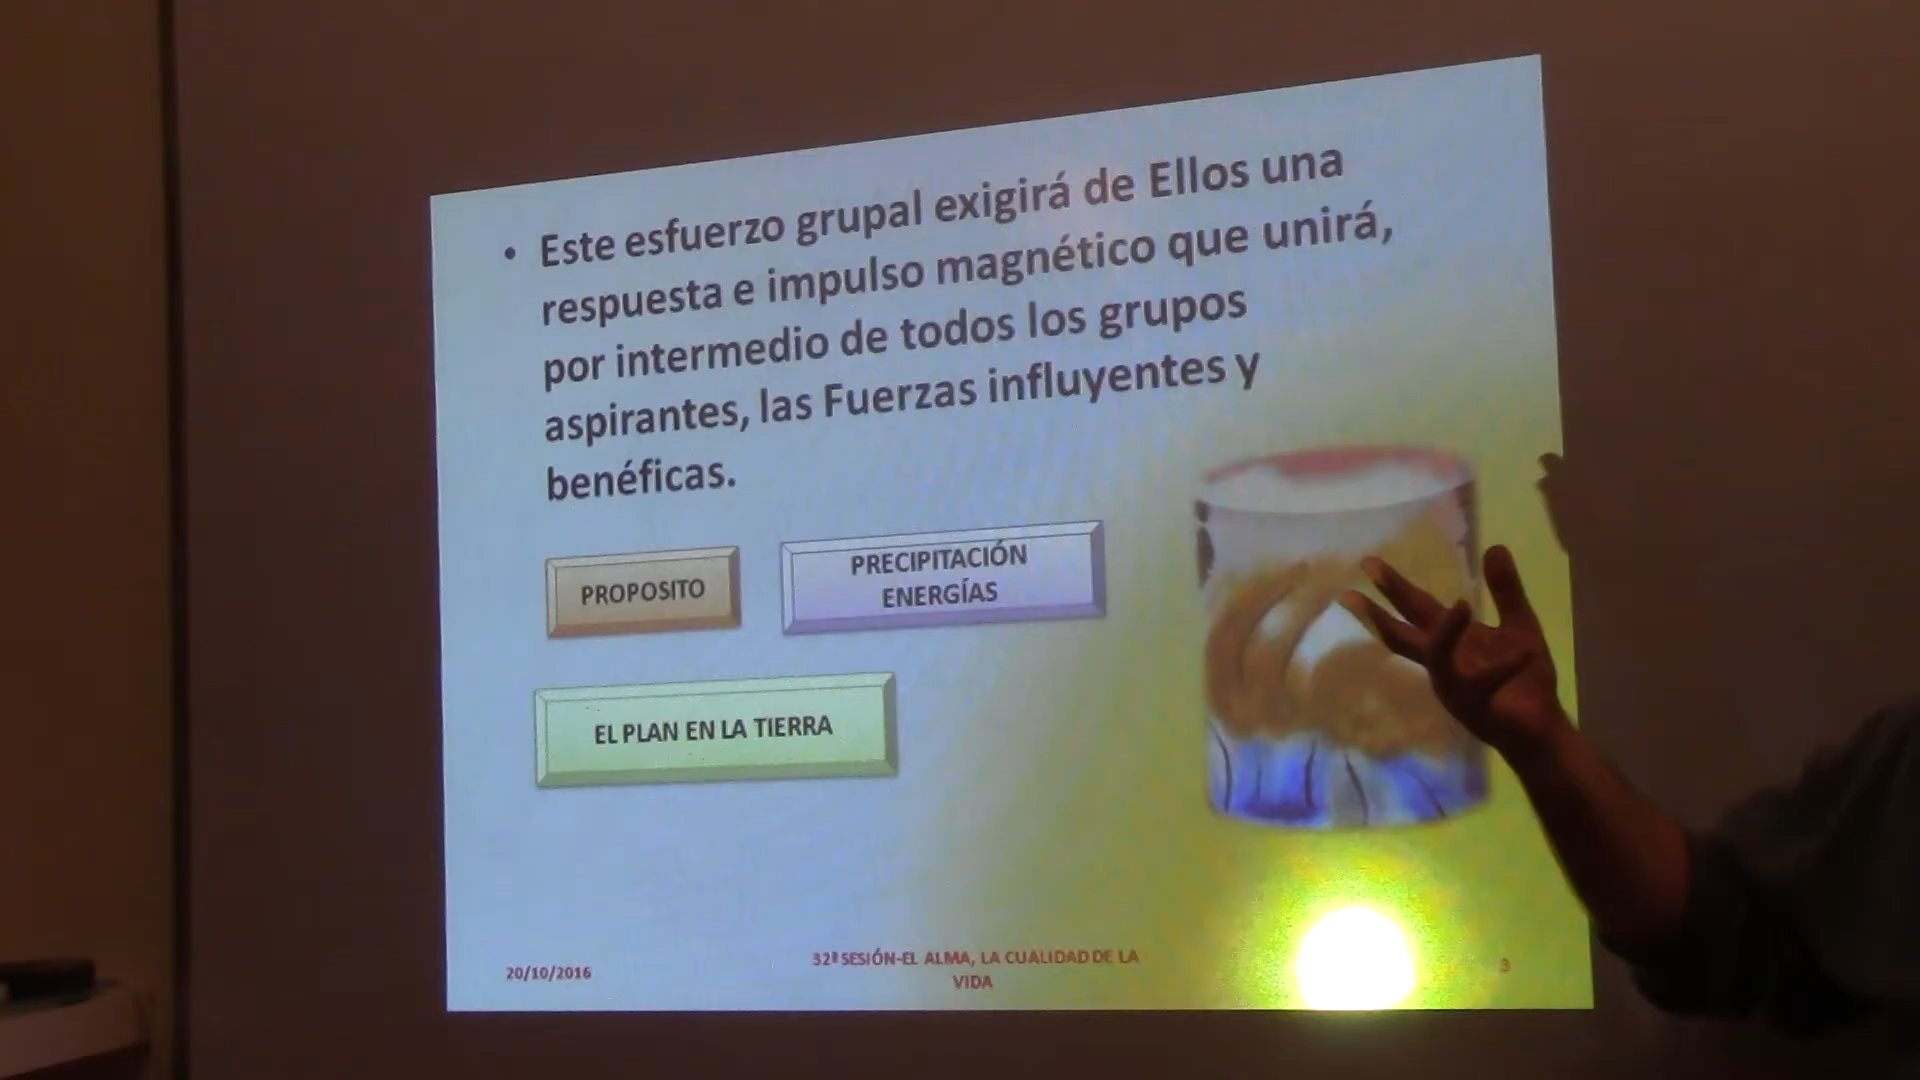 • Este esfuerzo grupal exigirá de Ellos una
respuesta e impulso magnético que unirá,
por intermedio de todos los grupos
aspirantes, las Fuerzas influyentes y
benéficas.
PROPOSITO
PRECIPITACIÓN
ENERGÍAS
EL PLAN EN LA TIERRA
20/10/2016
32ª SESIÓN-EL ALMA, LA CUALIDAD DE LA
VIDA
3